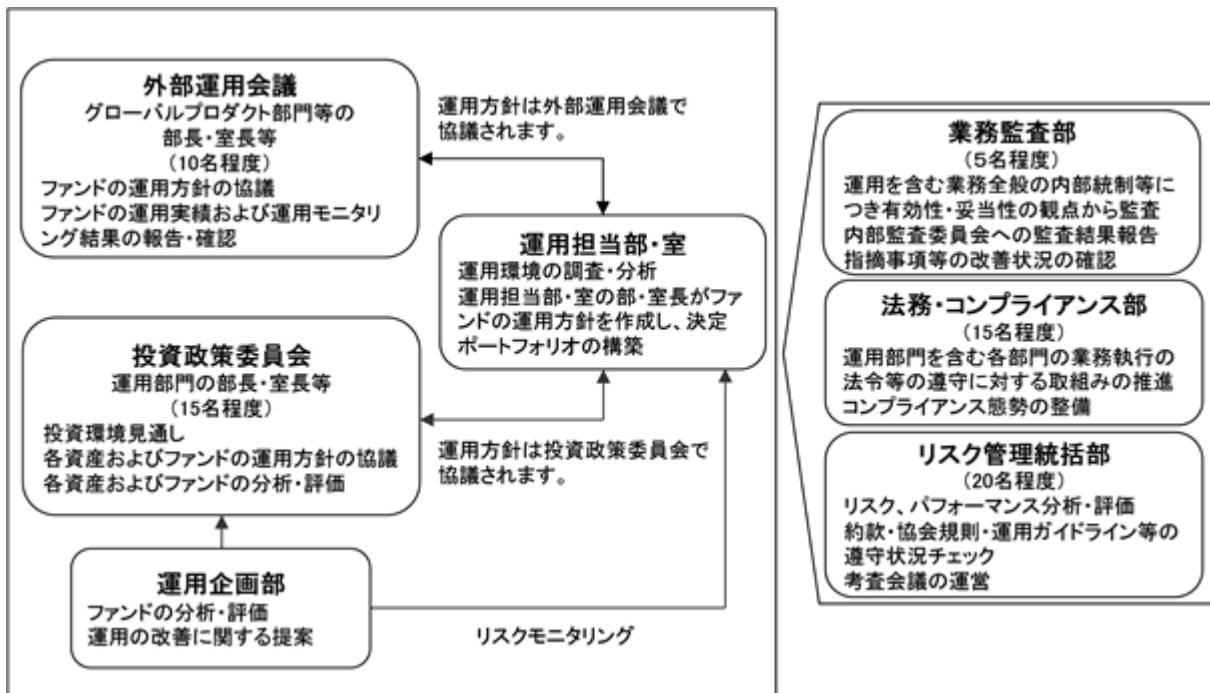 外部運用会議
グローバルプロダクト部門等の
部長・室長等
(10名程度)
ファンドの運用方針の協議
ファンドの運用実績および運用モニタリ
ング結果の報告・確認
運用方針は外部運用会議で
協議されます。
運用担当部・室
運用環境の調査・分析
運用担当部・室の部・室長がファ
ンドの運用方針を作成し、決定
ポートフォリオの構築
投資政策委員会
運用部門の部長・室長等
(15名程度)
投資環境見通し
各資産およびファンドの運用方針の協議
各資産およびファンドの分析・評価
運用方針は投資政策委員会で
協議されます。
運用企画部
ファンドの分析・評価
運用の改善に関する提案
リスクモニタリング
業務監査部
(5名程度)
運用を含む業務全般の内部統制等に
つき有効性・妥当性の観点から監査
内部監査委員会への監査結果報告
指摘事項等の改善状況の確認
法務・コンプライアンス部
(15名程度)
運用部門を含む各部門の業務執行の
法令等の遵守に対する取組みの推進
コンプライアンス態勢の整備
リスク管理統括部
(20名程度)
リスク、パフォーマンス分析・評価
約款・協会規則・運用ガイドライン等の
遵守状況チェック
考査会議の運営